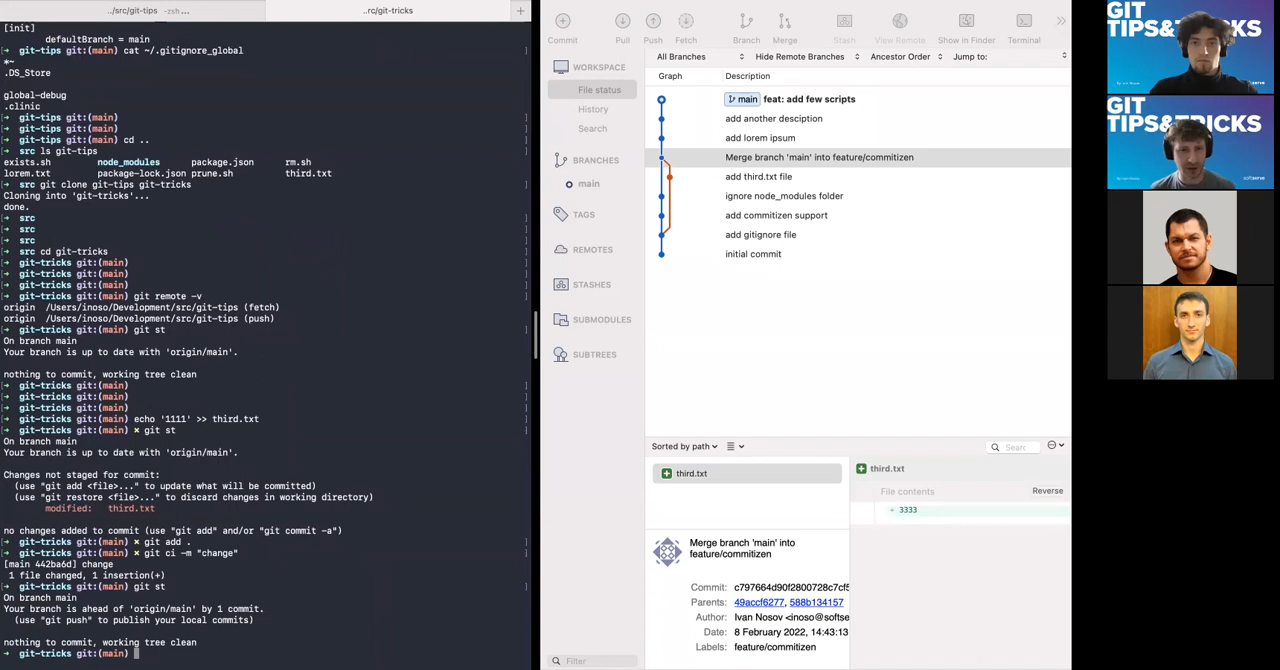 ../src/git-tips -zsh...
..rc/git-tricks
+
[init]
defaultBranch = main
[➜ git-tips git:(main) cat ~/.gitignore_global ]
*~
.DS_Store
global-debug
.clinic
[➜ git-tips git:(main) ]
[➜ git-tips git:(main) ]
[➜ git-tips git:(main) cd .. ]
[➜ src ls git-tips ]
exists.sh node_modules package.json rm.sh
lorem.txt package-lock.json prune.sh third.txt
[➜ src git clone git-tips git-tricks ]
Cloning into 'git-tricks'...
done.
[➜ src ]
[➜ src ]
[➜ src ]
[➜ src cd git-tricks ]
[➜ git-tricks git:(main) ]
[➜ git-tricks git:(main) ]
[➜ git-tricks git:(main) ]
[➜ git-tricks git:(main) git remote -v ]
origin /Users/inoso/Development/src/git-tips (fetch)
origin /Users/inoso/Development/src/git-tips (push)
[➜ git-tricks git:(main) git st ]
On branch main
Your branch is up to date with 'origin/main'.
nothing to commit, working tree clean
[➜ git-tricks git:(main) ]
[➜ git-tricks git:(main) ]
[➜ git-tricks git:(main) ]
[➜ git-tricks git:(main) echo '1111' >> third.txt ]
[➜ git-tricks git:(main) ✗ git st ]
On branch main
Your branch is up to date with 'origin/main'.
Changes not staged for commit:
(use "git add <file>..." to update what will be committed)
(use "git restore <file>..." to discard changes in working directory)
modified: third.txt
no changes added to commit (use "git add" and/or "git commit -a")
[➜ git-tricks git:(main) ✗ git add . ]
[➜ git-tricks git:(main) ✗ git ci -m "change" ]
[main 442ba6d] change
1 file changed, 1 insertion(+)
[➜ git-tricks git:(main) git st ]
On branch main
Your branch is ahead of 'origin/main' by 1 commit.
(use "git push" to publish your local commits)
nothing to commit, working tree clean
➜ git-tricks git:(main)
Commit Pull Push Fetch Branch Merge Stash View Remote Show in Finder Terminal
All Branches Hide Remote Branches Ancestor Order Jump to:
Graph Description
WORKSPACE
File status
History
Search
BRANCHES
main
TAGS
REMOTES
STASHES
SUBMODULES
SUBTREES
Filter
main feat: add few scripts
add another desciption
add lorem ipsum
Merge branch 'main' into feature/commitizen
add third.txt file
ignore node_modules folder
add commitizen support
add gitignore file
initial commit
Sorted by path
Searc
third.txt
third.txt
File contents
Reverse
+ 3333
Merge branch 'main' into
feature/commitizen
Commit: c797664d90f2800728c7cf5
Parents: 49accf6277, 588b134157
Author: Ivan Nosov <inoso@softse
Date: 8 February 2022, 14:43:13
Labels: feature/commitizen
GIT
TIPS&TRICKS
GIT
TIPS&TRICKS
softserve